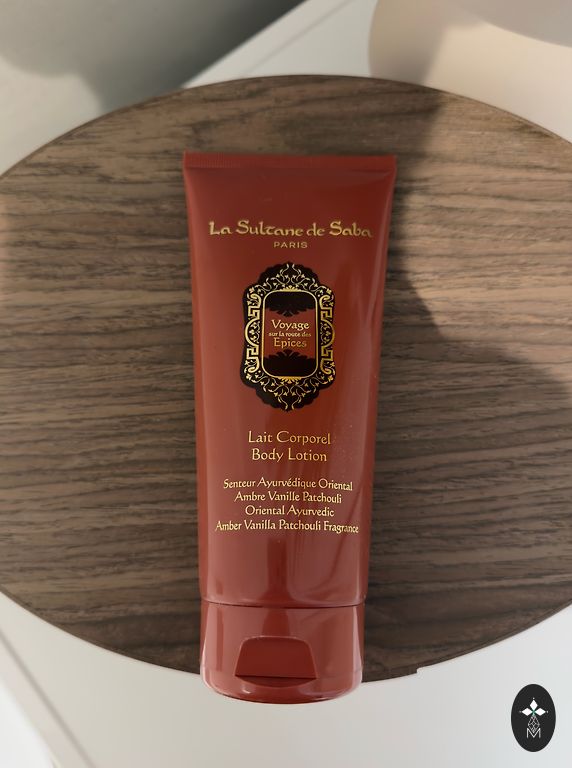 La Sultane de Saba
PARIS
Voyage
sur la route des
Epices
Lait Corporel
Body Lotion
Senteur Ayurvédique Oriental
Ambre Vanille Patchouli
Oriental Ayurvedic
Amber Vanilla Patchouli Fragrance
M